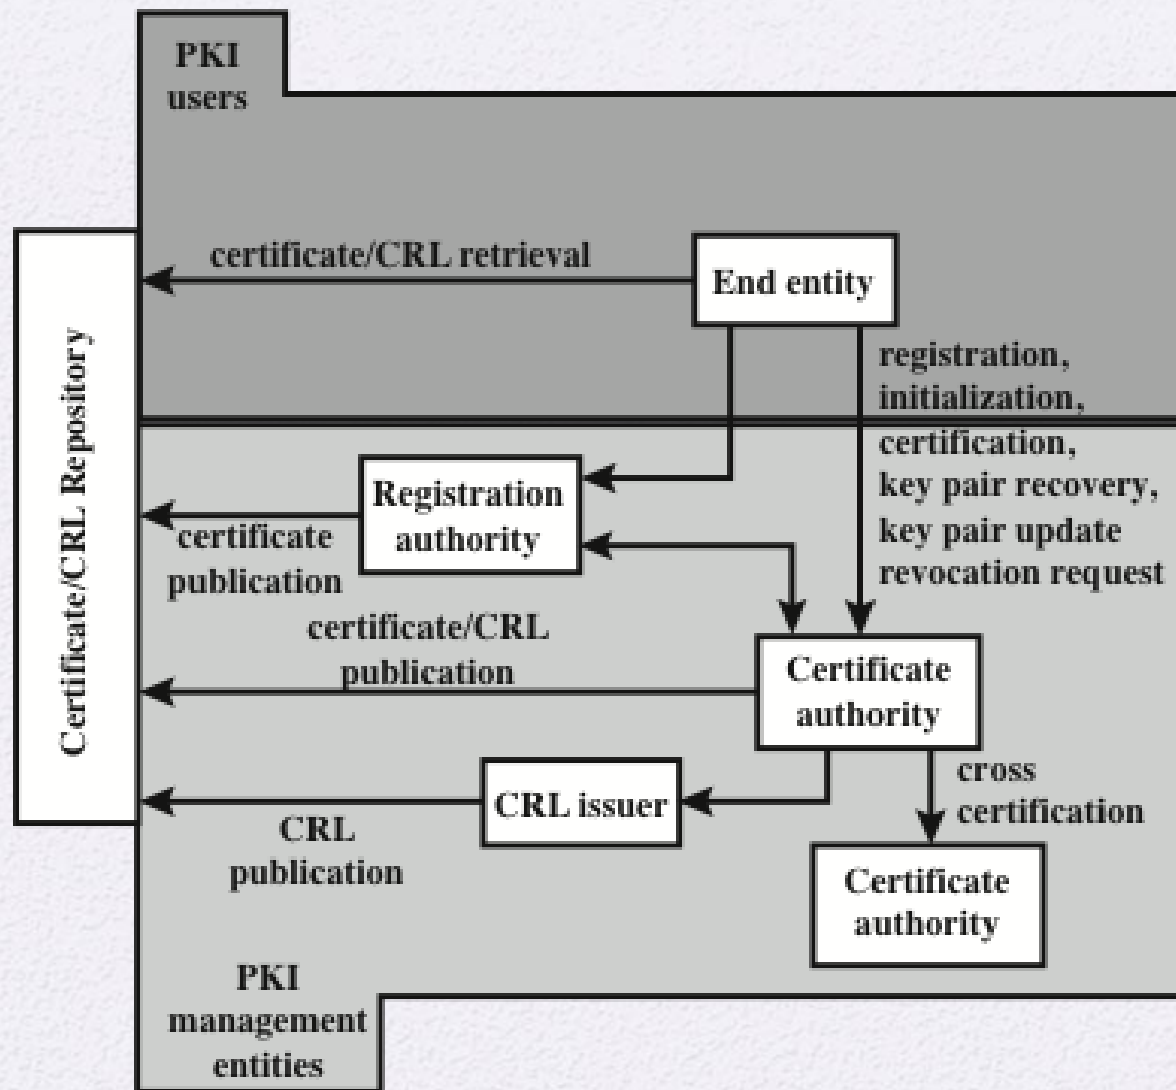 PKI
users
certificate/CRL retrieval
End entity
Certificate/CRL Repository
registration,
initialization,
certification,
key pair recovery,
key pair update
revocation request
Registration
authority
certificate
publication
certificate/CRL
publication
Certificate
authority
CRL issuer
cross
certification
CRL
publication
Certificate
authority
PKI
management
entities